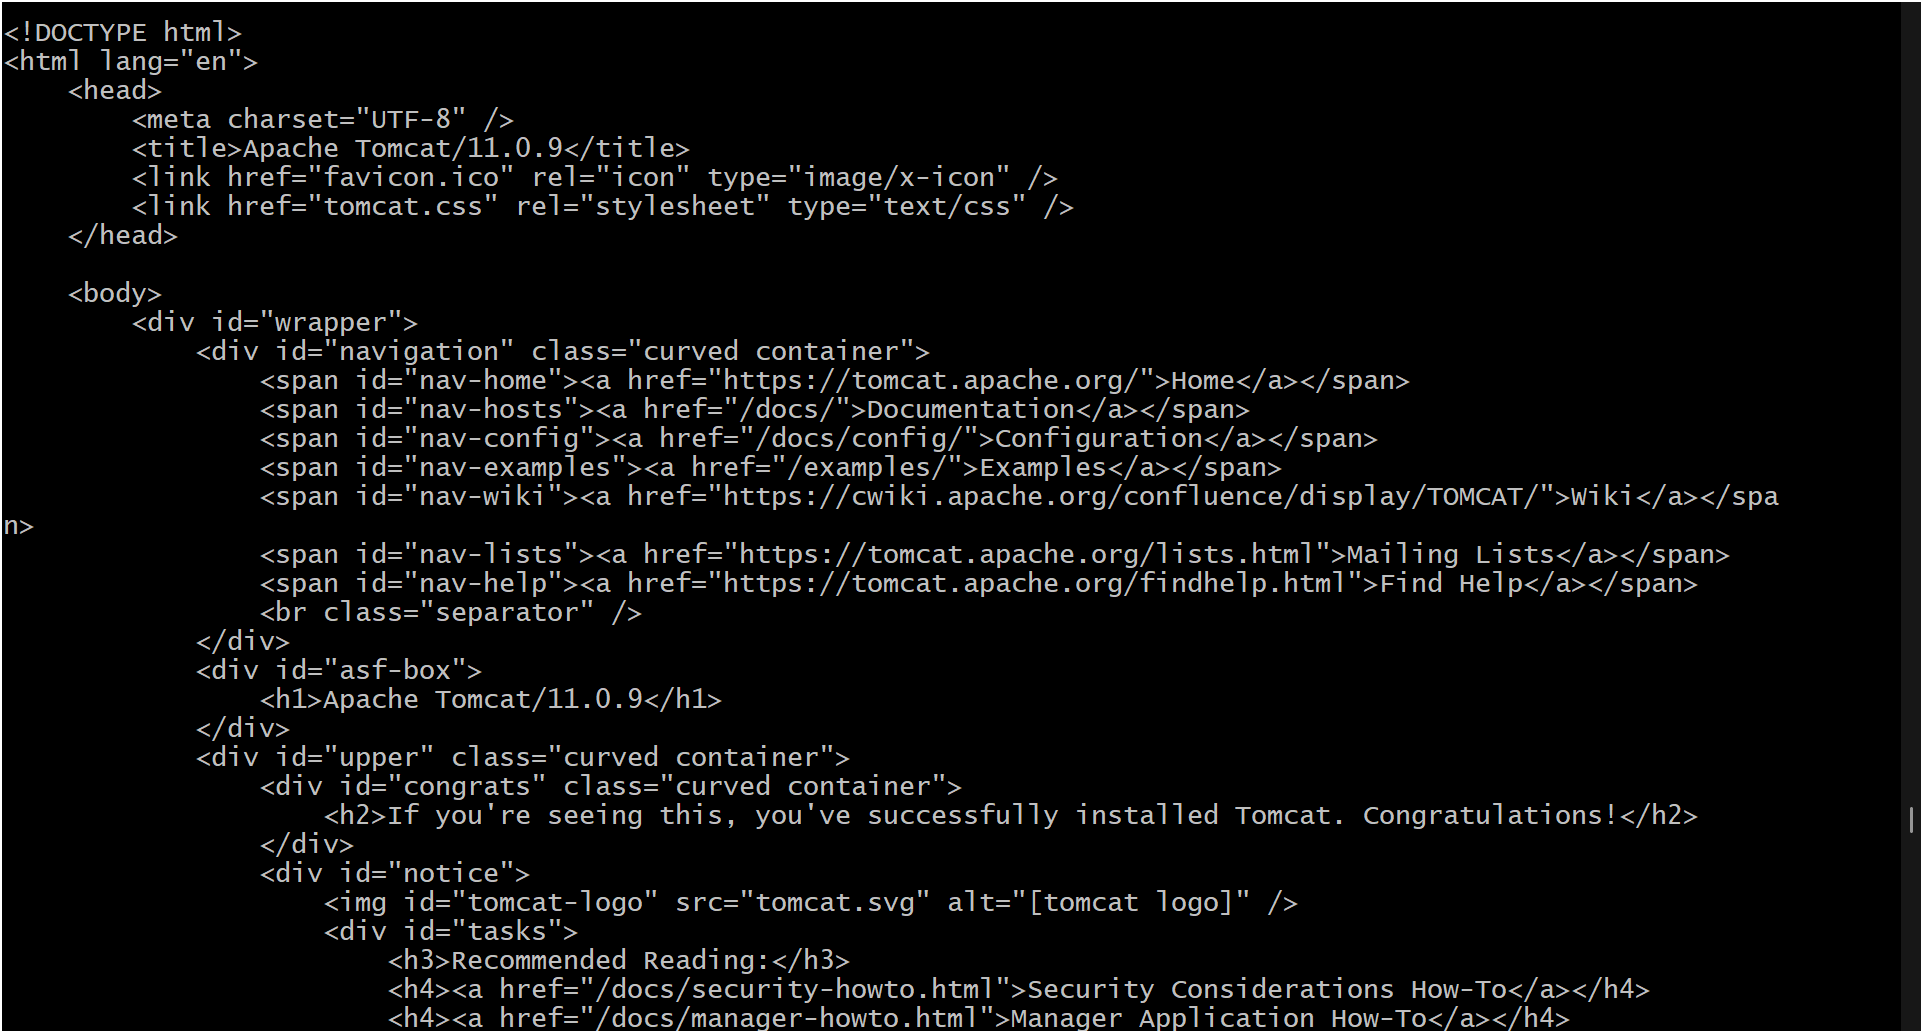 <!DOCTYPE html>
<html lang="en">
    <head>
        <meta charset="UTF-8" />
        <title>Apache Tomcat/11.0.9</title>
        <link href="favicon.ico" rel="icon" type="image/x-icon" />
        <link href="tomcat.css" rel="stylesheet" type="text/css" />
    </head>

    <body>
        <div id="wrapper">
            <div id="navigation" class="curved container">
                <span id="nav-home"><a href="https://tomcat.apache.org/">Home</a></span>
                <span id="nav-hosts"><a href="/docs/">Documentation</a></span>
                <span id="nav-config"><a href="/docs/config/">Configuration</a></span>
                <span id="nav-examples"><a href="/examples/">Examples</a></span>
                <span id="nav-wiki"><a href="https://cwiki.apache.org/confluence/display/TOMCAT/">Wiki</a></spa
n>
                <span id="nav-lists"><a href="https://tomcat.apache.org/lists.html">Mailing Lists</a></span>
                <span id="nav-help"><a href="https://tomcat.apache.org/findhelp.html">Find Help</a></span>
                <br class="separator" />
            </div>
            <div id="asf-box">
                <h1>Apache Tomcat/11.0.9</h1>
            </div>
            <div id="upper" class="curved container">
                <div id="congrats" class="curved container">
                    <h2>If you're seeing this, you've successfully installed Tomcat. Congratulations!</h2>
                </div>
                <div id="notice">
                    <img id="tomcat-logo" src="tomcat.svg" alt="[tomcat logo]" />
                    <div id="tasks">
                        <h3>Recommended Reading:</h3>
                        <h4><a href="/docs/security-howto.html">Security Considerations How-To</a></h4>
                        <h4><a href="/docs/manager-howto.html">Manager Application How-To</a></h4>